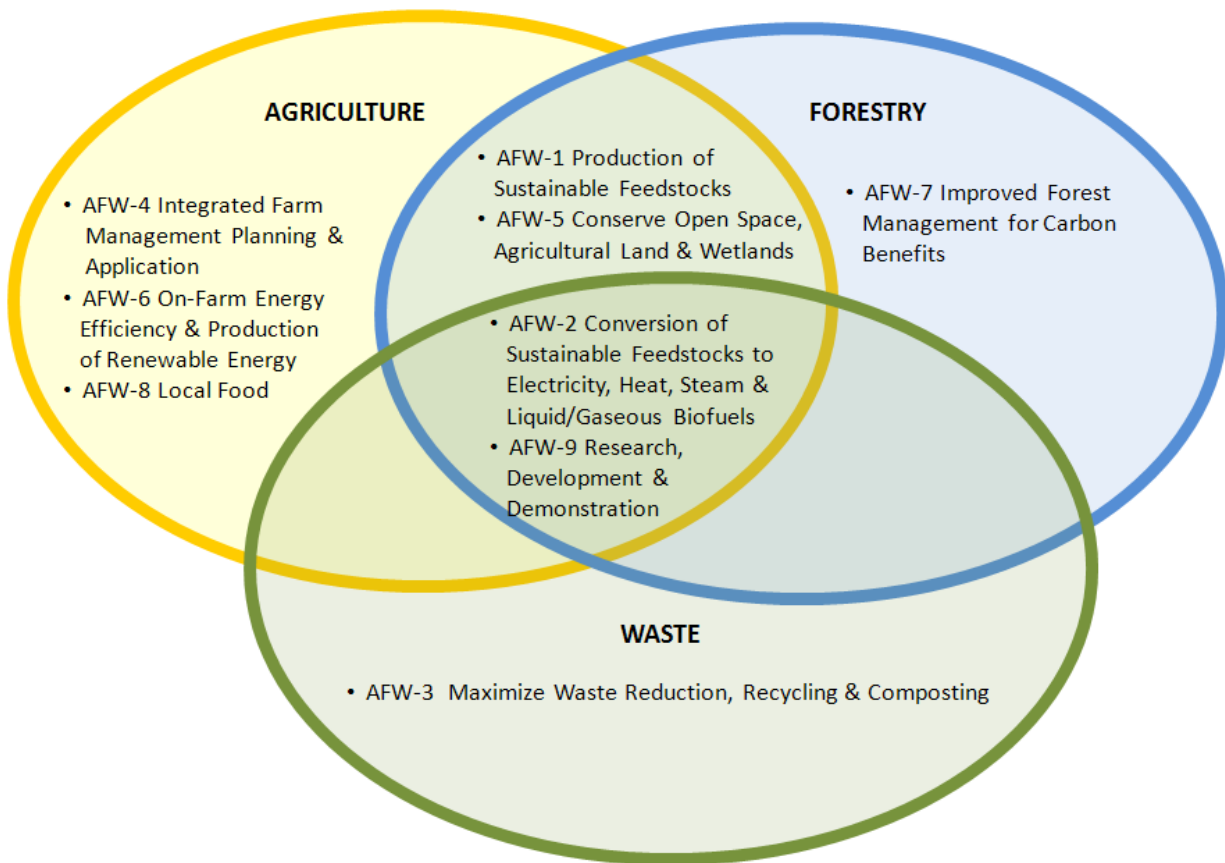 AGRICULTURE
• AFW-4 Integrated Farm
Management Planning &
Application
• AFW-6 On-Farm Energy
Efficiency & Production
of Renewable Energy
• AFW-8 Local Food
• AFW-1 Production of
Sustainable Feedstocks
• AFW-5 Conserve Open Space,
Agricultural Land & Wetlands
FORESTRY
• AFW-7 Improved Forest
Management for Carbon
Benefits
• AFW-2 Conversion of
Sustainable Feedstocks to
Electricity, Heat, Steam &
Liquid/Gaseous Biofuels
• AFW-9 Research,
Development &
Demonstration
WASTE
• AFW-3 Maximize Waste Reduction, Recycling & Composting